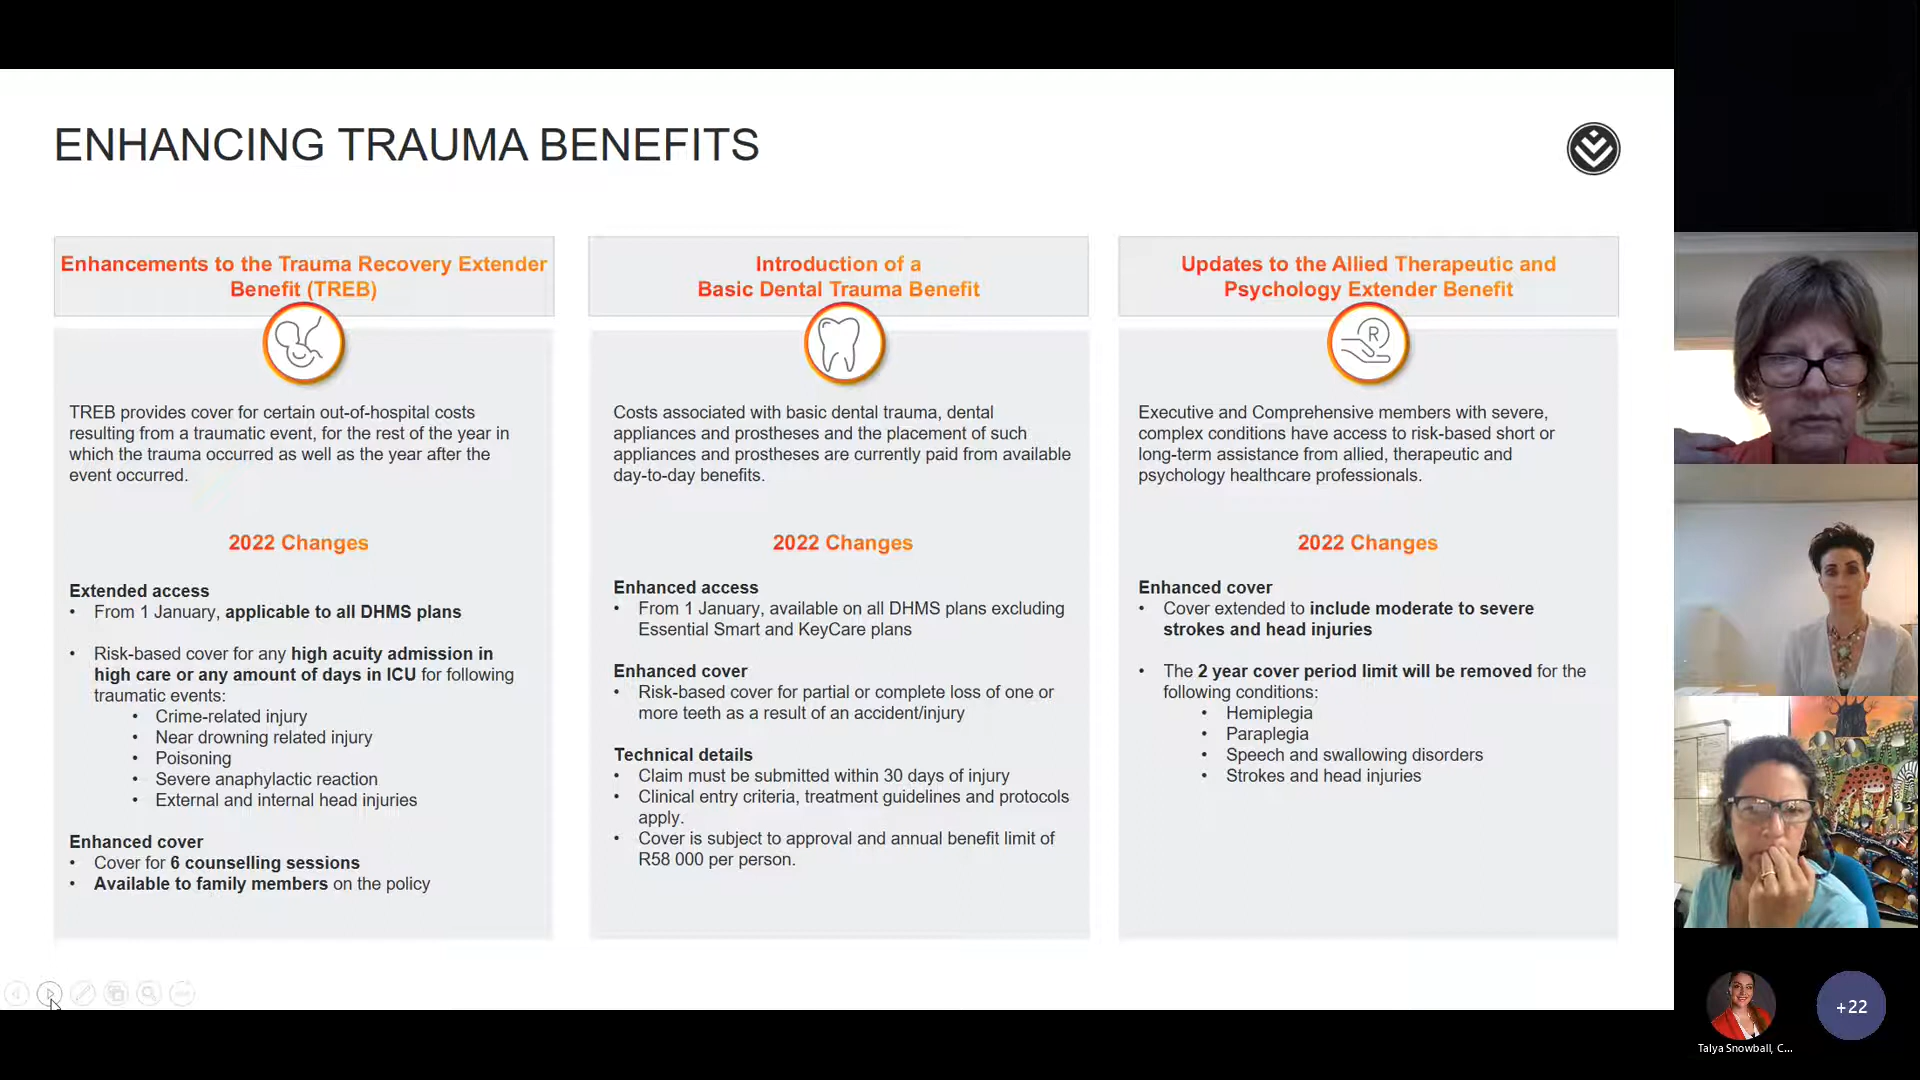 ENHANCING TRAUMA BENEFITS
Enhancements to the Trauma Recovery Extender
Benefit (TREB)
TREB provides cover for certain out-of-hospital costs
resulting from a traumatic event, for the rest of the year in
which the trauma occurred as well as the year after the
event occurred.
2022 Changes
Extended access
• From 1 January, applicable to all DHMS plans
• Risk-based cover for any high acuity admission in
high care or any amount of days in ICU for following
traumatic events:
• Crime-related injury
• Near drowning related injury
• Poisoning
• Severe anaphylactic reaction
• External and internal head injuries
Enhanced cover
• Cover for 6 counselling sessions
• Available to family members on the policy
Introduction of a
Basic Dental Trauma Benefit
Costs associated with basic dental trauma, dental
appliances and prostheses and the placement of such
appliances and prostheses are currently paid from available
day-to-day benefits.
2022 Changes
Enhanced access
• From 1 January, available on all DHMS plans excluding
Essential Smart and KeyCare plans
Enhanced cover
• Risk-based cover for partial or complete loss of one or
more teeth as a result of an accident/injury
Technical details
• Claim must be submitted within 30 days of injury
• Clinical entry criteria, treatment guidelines and protocols
apply.
• Cover is subject to approval and annual benefit limit of
R58 000 per person.
Updates to the Allied Therapeutic and
Psychology Extender Benefit
R
Executive and Comprehensive members with severe,
complex conditions have access to risk-based short or
long-term assistance from allied, therapeutic and
psychology healthcare professionals.
2022 Changes
Enhanced cover
• Cover extended to include moderate to severe
strokes and head injuries
• The 2 year cover period limit will be removed for the
following conditions:
• Hemiplegia
• Paraplegia
• Speech and swallowing disorders
• Strokes and head injuries
+22
Talya Snowball, C...